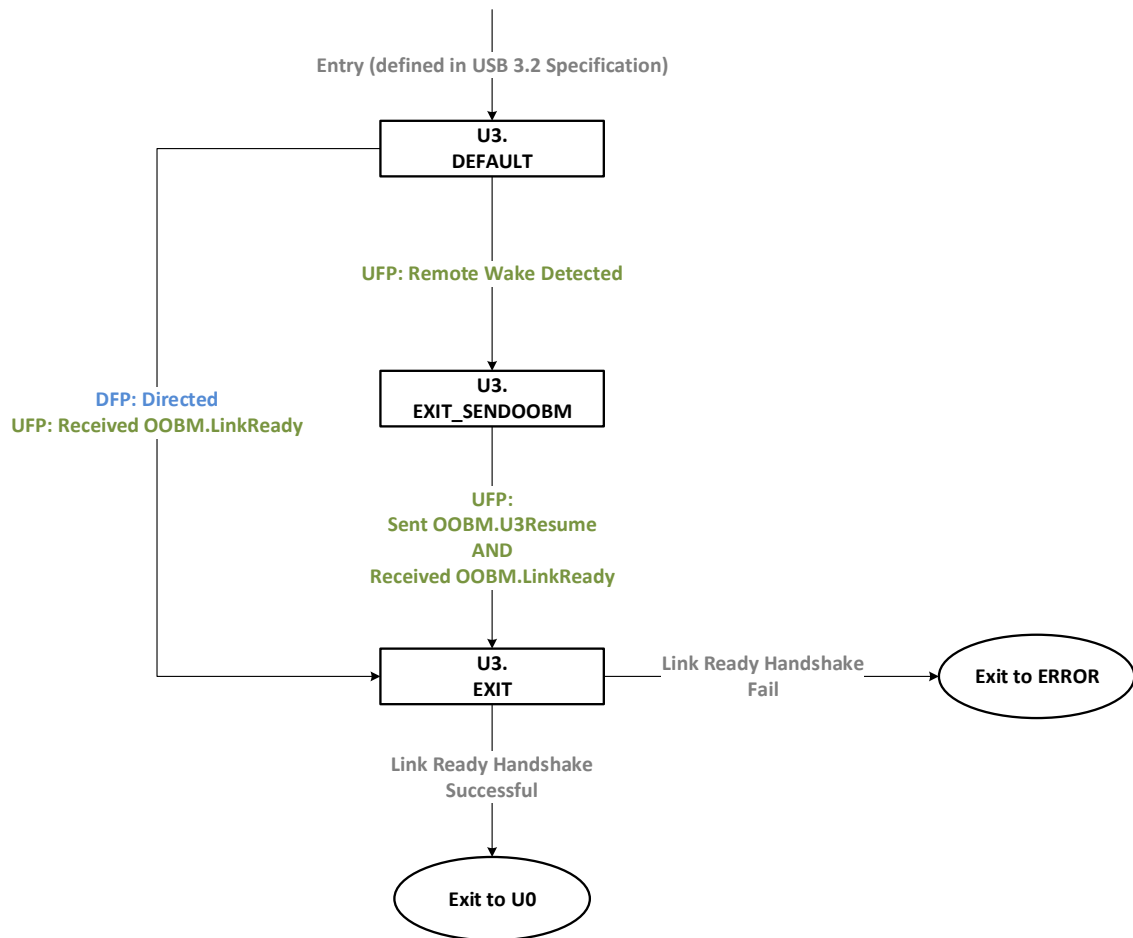 Entry (defined in USB 3.2 Specification)
U3.
DEFAULT
UFP: Remote Wake Detected
U3.
EXIT_SENDOOBM
DFP: Directed
UFP: Received OOBM.LinkReady
UFP:
Sent OOBM.U3Resume
AND
Received OOBM.LinkReady
U3.
EXIT
Link Ready Handshake
Fail
Exit to ERROR
Link Ready Handshake
Successful
Exit to U0